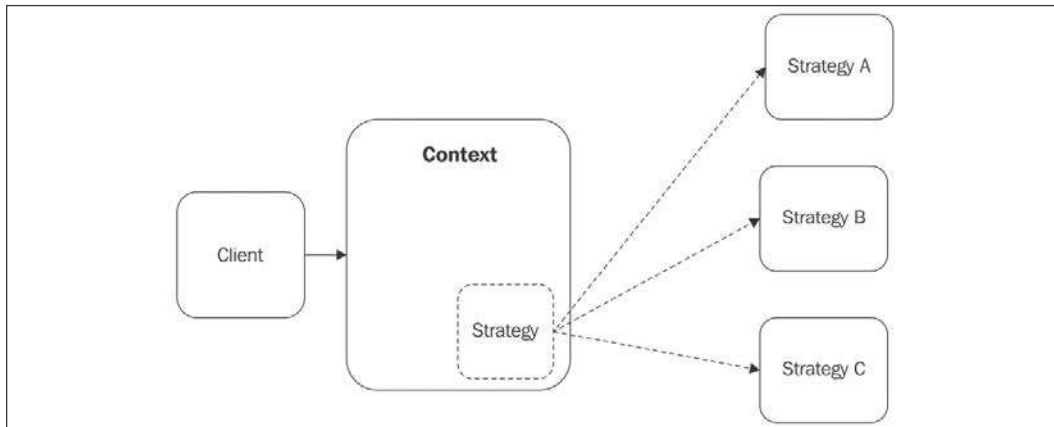 Strategy A
Context
Strategy B
Client
Strategy
Strategy C